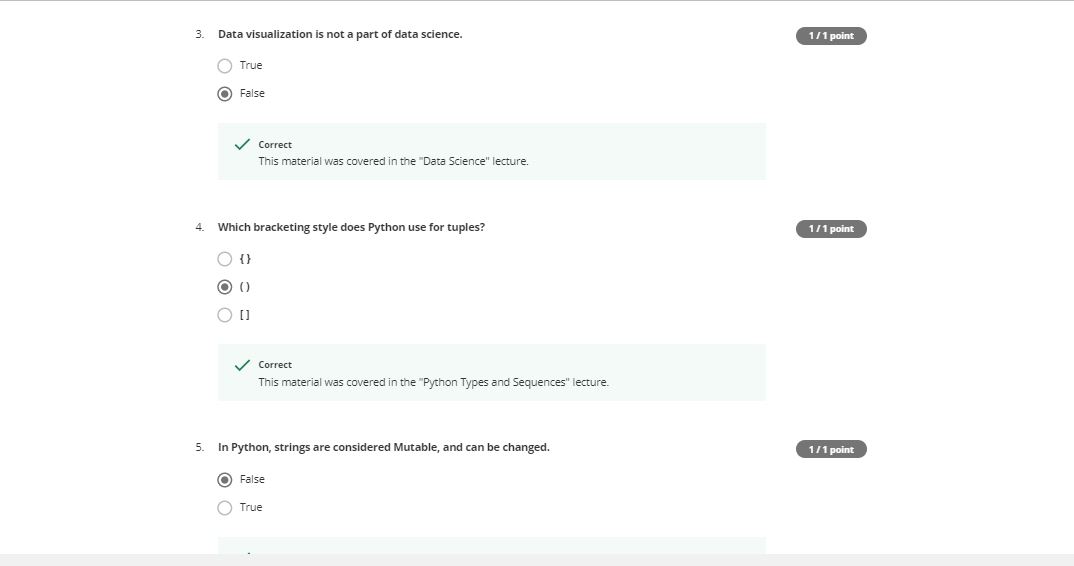 3. Data visualization is not a part of data science. 1 / 1 point
True
False
Correct
This material was covered in the "Data Science" lecture.
4. Which bracketing style does Python use for tuples? 1 / 1 point
{}
()
[]
Correct
This material was covered in the "Python Types and Sequences" lecture.
5. In Python, strings are considered Mutable, and can be changed. 1 / 1 point
False
True